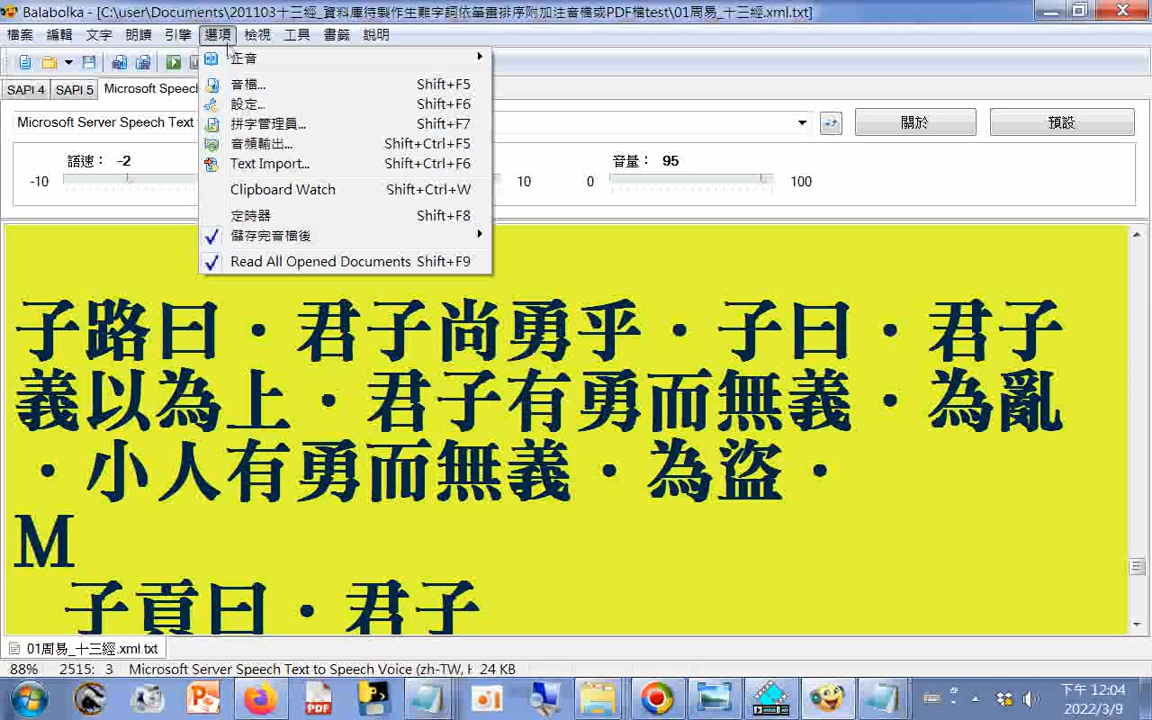 Balabolka - [C:\user\Documents\201103十三經_資料庫待製作生難字詞依筆畫排序附加注音檔或PDF檔test\01周易_十三經.xml.txt]
檔案 編輯 文字 朗讀 引擎 選項 檢視 工具 書籤 說明
正音
音檔... Shift+F5
設定... Shift+F6
拼字管理員... Shift+F7
音頻輸出... Shift+Ctrl+F5
Text Import... Shift+Ctrl+F6
Clipboard Watch Shift+Ctrl+W
定時器 Shift+F8
儲存完音檔後
Read All Opened Documents Shift+F9
SAPI 4 SAPI 5 Microsoft Speech
Microsoft Server Speech Text 關於 預設
語速： -2 音量： 95
-10 10 0 100
子路曰．君子尚勇乎．子曰．君子
義以為上．君子有勇而無義．為亂
．小人有勇而無義．為盜．
M
子貢曰．君子
01周易_十三經.xml.txt
88% 2515: 3 Microsoft Server Speech Text to Speech Voice (zh-TW, 24 KB
PDF
下午 12:04
2022/3/9